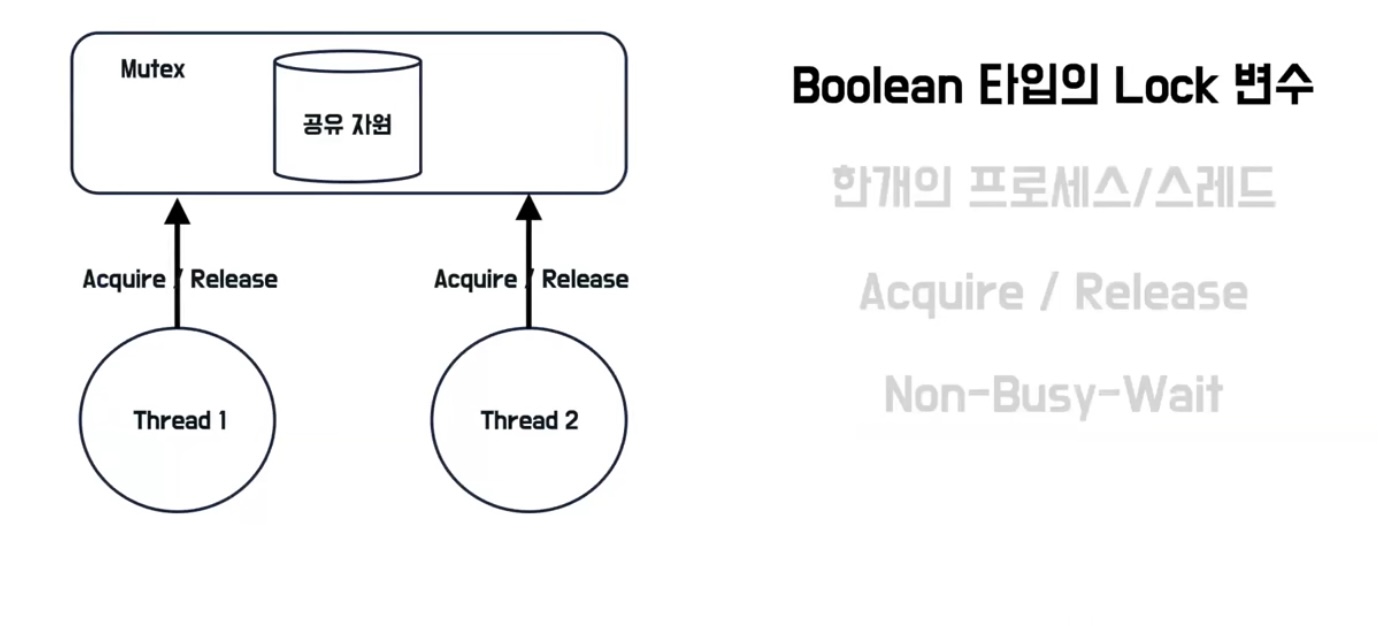 Mutex
공유 자원
Acquire / Release
Acquire / Release
Thread 1
Thread 2
Boolean 타입의 Lock 변수
한개의 프로세스/스레드
Acquire / Release
Non-Busy-Wait